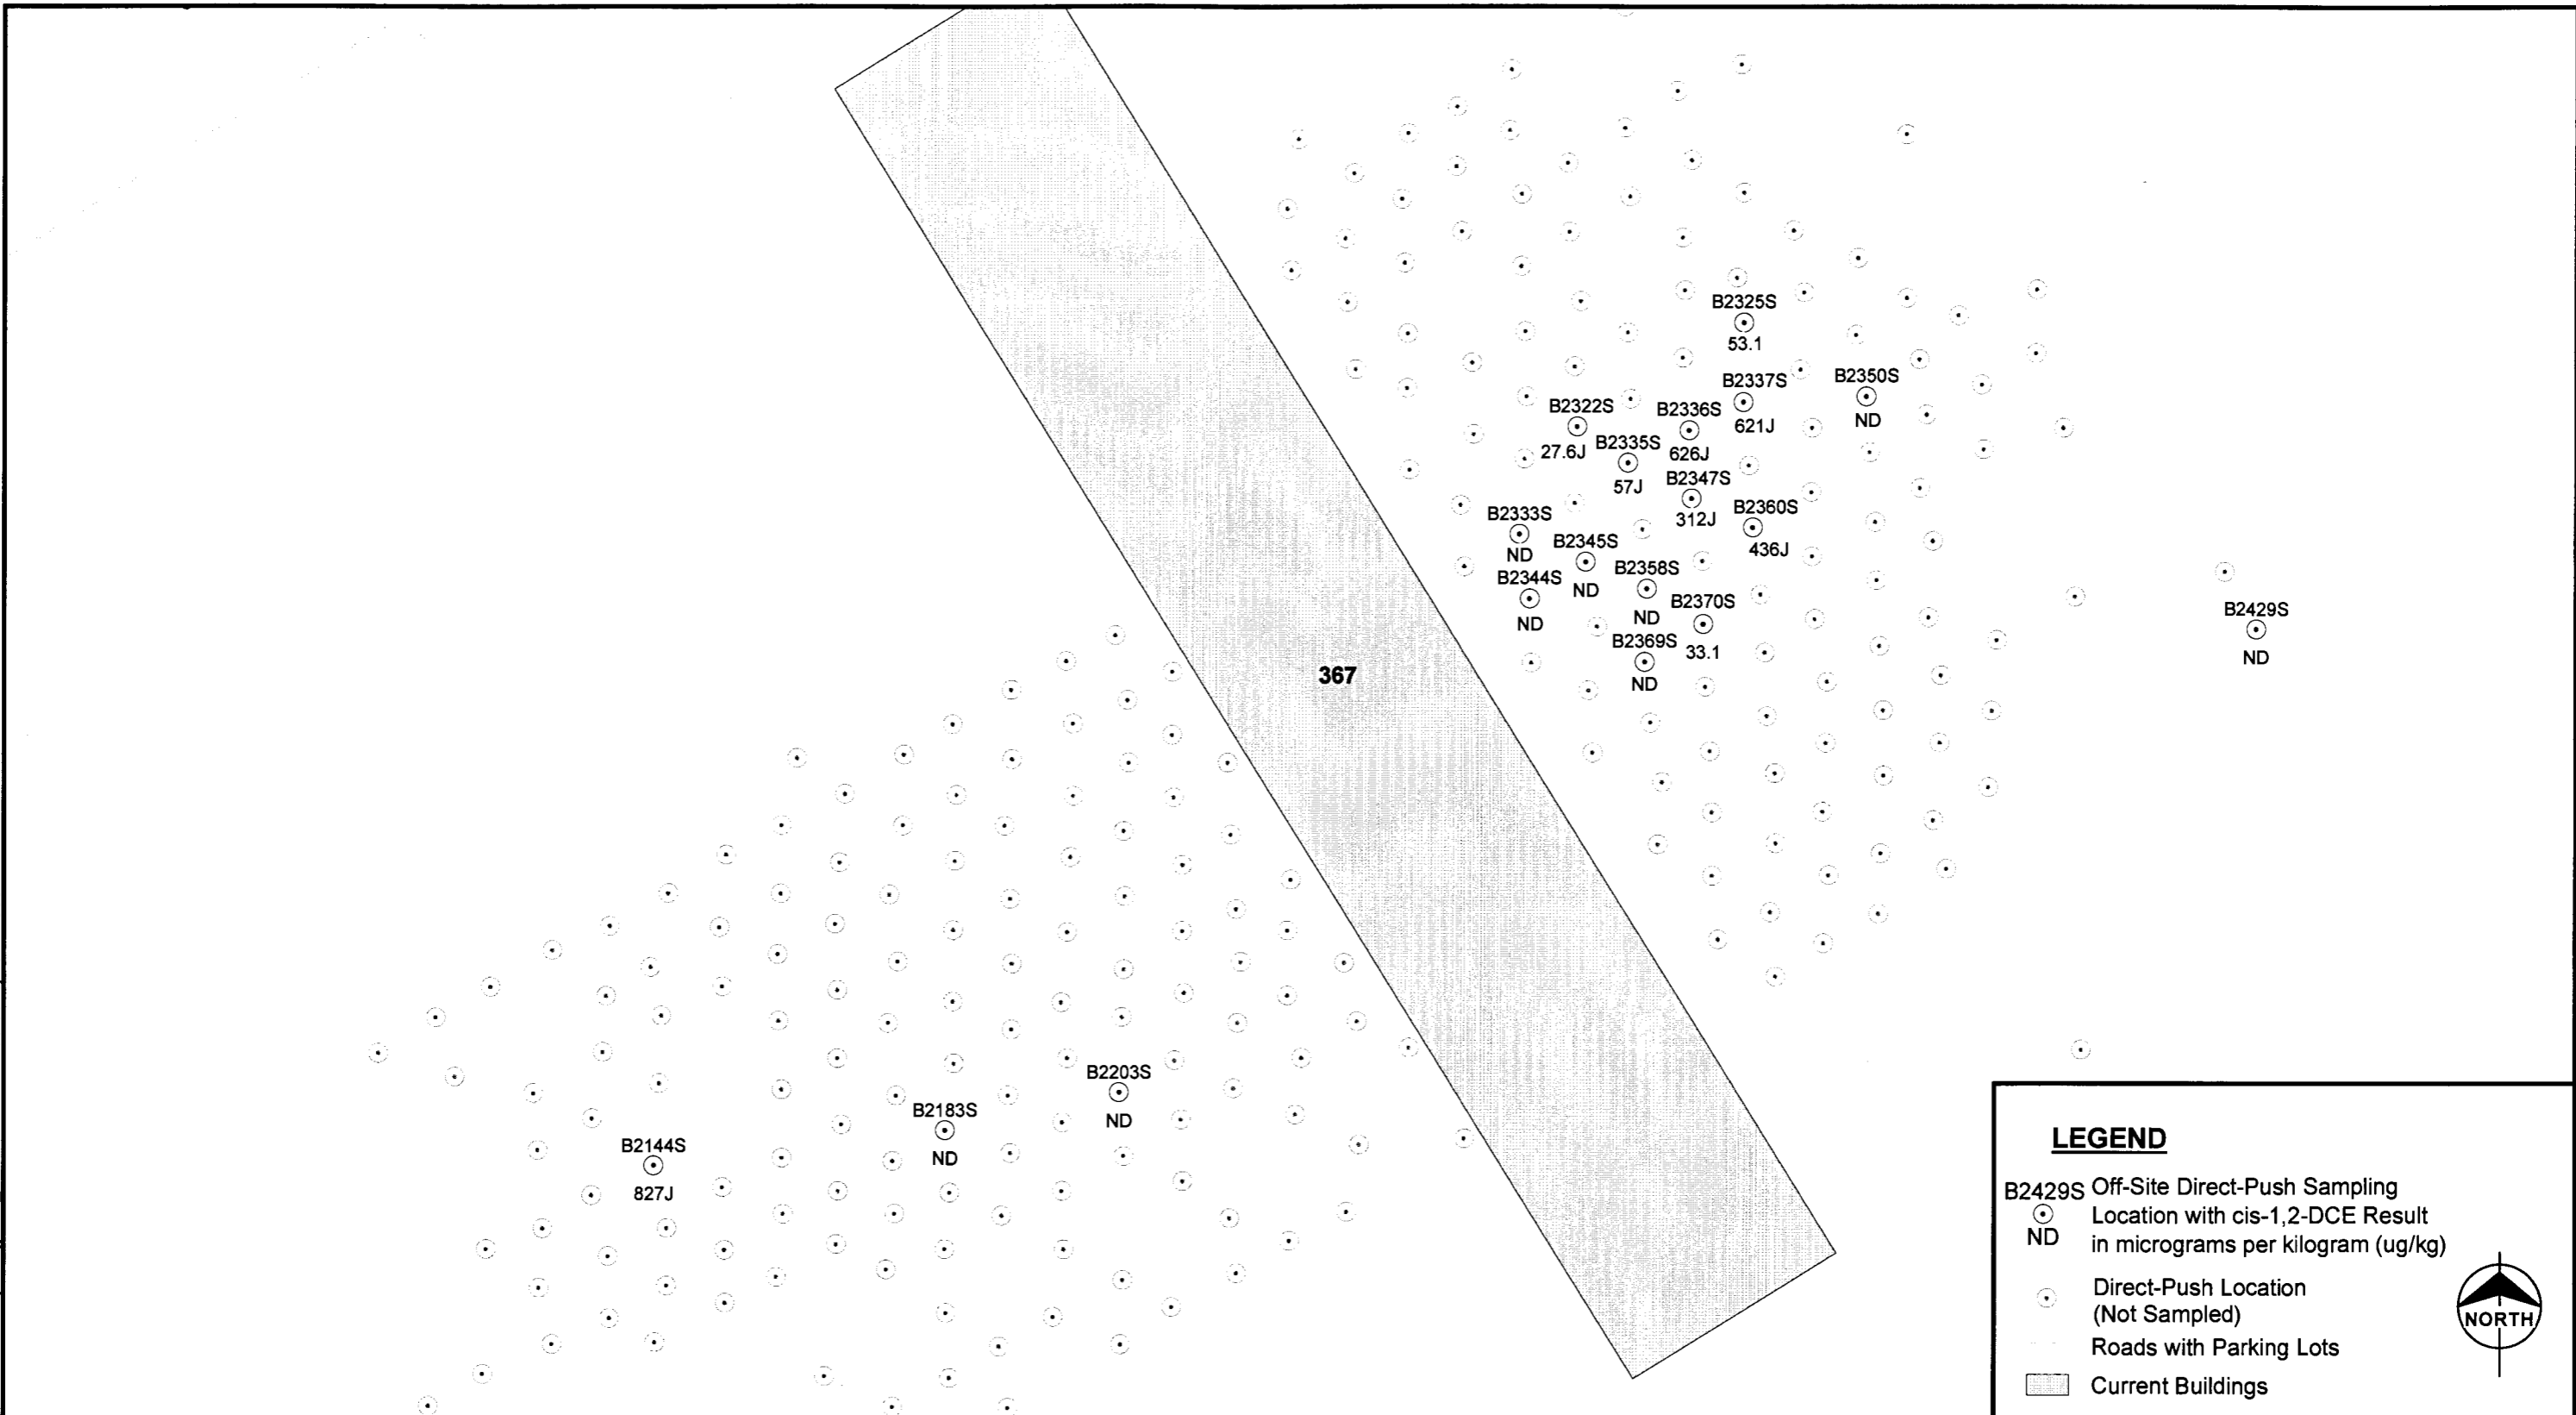 B2325S
53.1
B2337S
621J
B2350S
ND
B2322S
27.6J
B2336S
626J
B2335S
57J
B2347S
312J
B2360S
436J
B2333S
ND
B2345S
ND
B2344S
ND
B2358S
ND
B2370S
33.1
B2369S
ND
B2429S
ND
367
B2203S
ND
B2183S
ND
B2144S
827J
LEGEND
B2429S Off-Site Direct-Push Sampling
Location with cis-1,2-DCE Result
ND in micrograms per kilogram (ug/kg)
Direct-Push Location
(Not Sampled)
Roads with Parking Lots
Current Buildings
NORTH